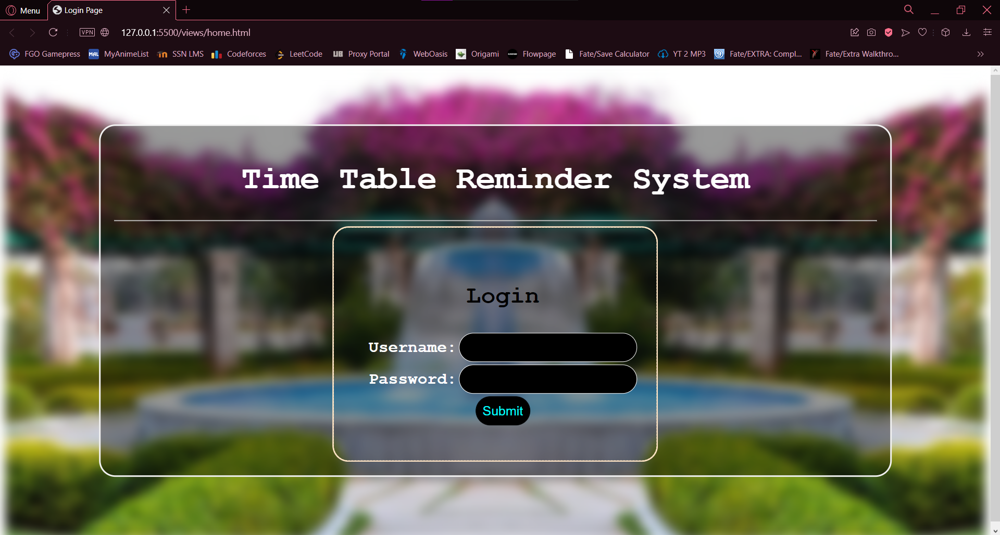 Menu
Login Page
VPN
127.0.0.1:5500/views/home.html
FGO Gamepress
MAL MyAnimeList
SSN LMS
Codeforces
LeetCode
UB Proxy Portal
WebOasis
Origami
Flowpage
Fate/Save Calculator
YT 2 MP3
Fate/EXTRA: Compl...
Fate/Extra Walkthro...
Time Table Reminder System
Login
Username:
Password:
Submit